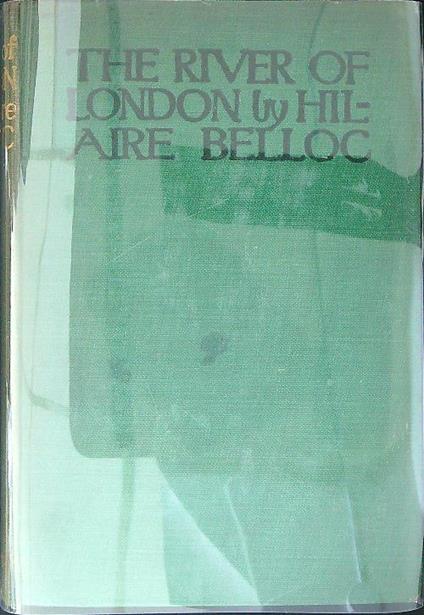 THE RIVER OF
LONDON by HIL-
AIRE BELLOC